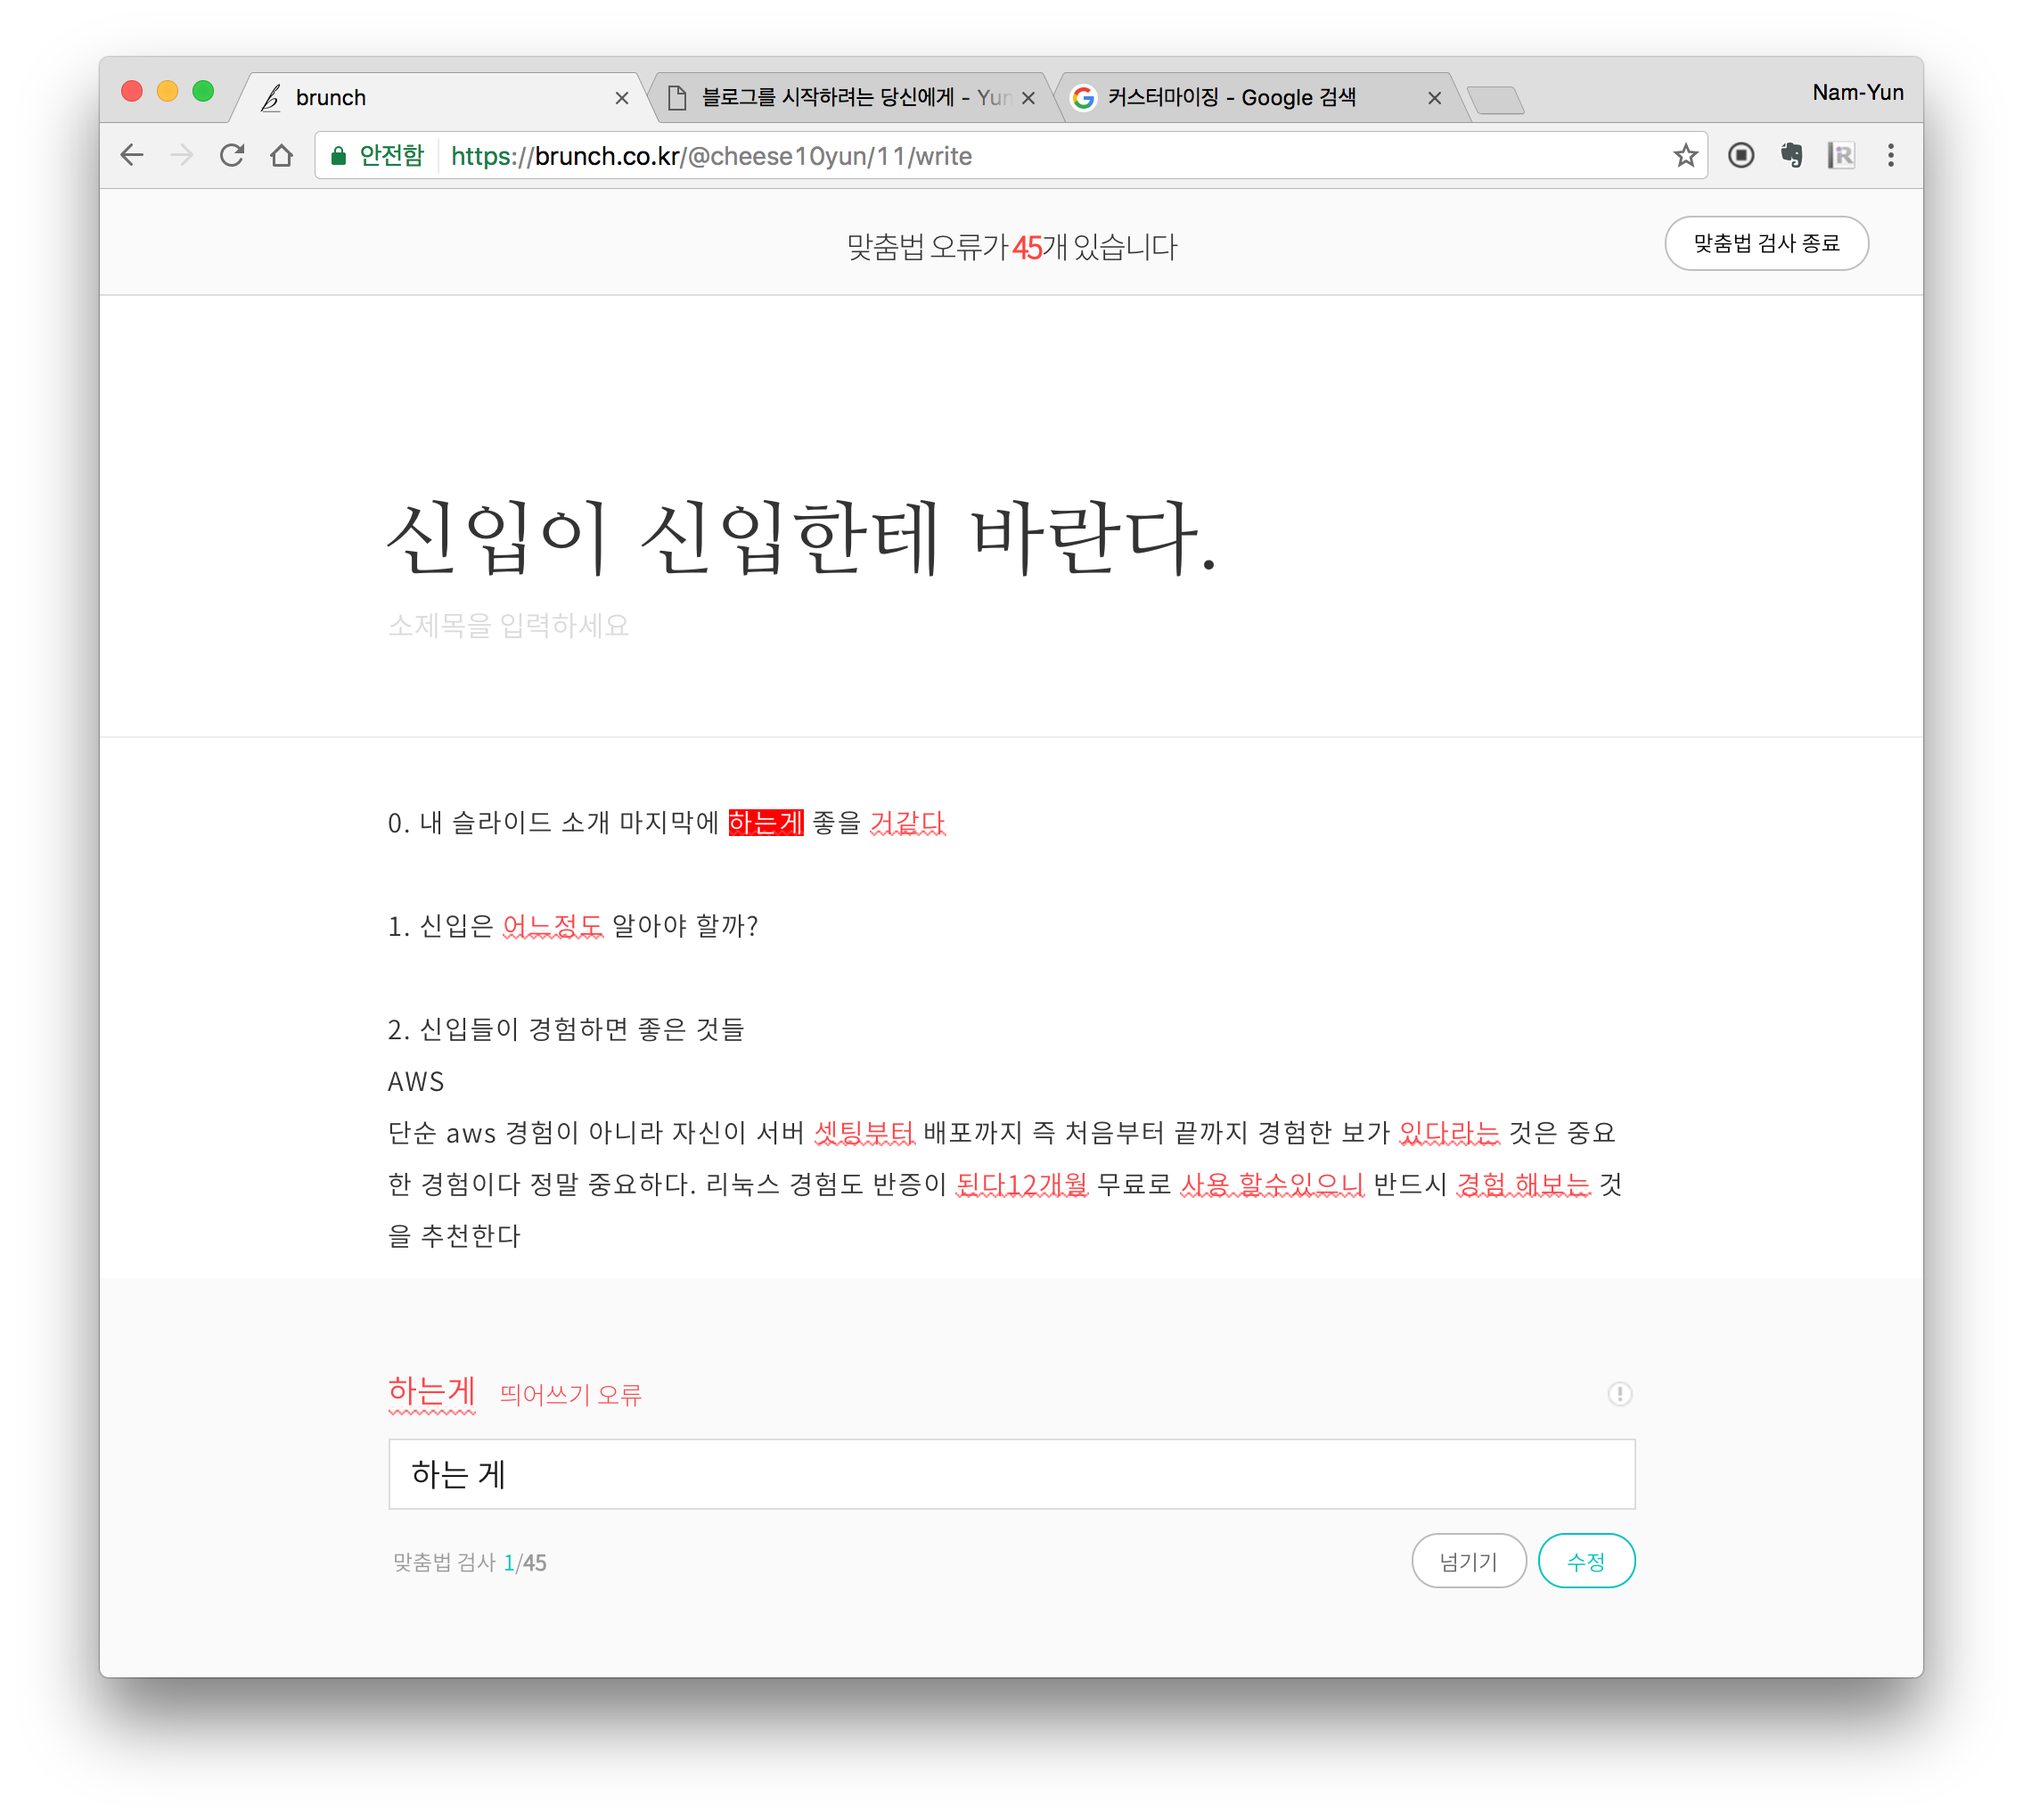 brunch
블로그를 시작하려는 당신에게 - Yun
커스터마이징 - Google 검색
Nam-Yun
안전함 https://brunch.co.kr/@cheese10yun/11/write
맞춤법 오류가 45개 있습니다
맞춤법 검사 종료
신입이 신입한테 바란다.
소제목을 입력하세요
0. 내 슬라이드 소개 마지막에 하는게 좋을 거같다
1. 신입은 어느정도 알아야 할까?
2. 신입들이 경험하면 좋은 것들
AWS
단순 aws 경험이 아니라 자신이 서버 셋팅부터 배포까지 즉 처음부터 끝까지 경험한 보가 있다라는 것은 중요
한 경험이다 정말 중요하다. 리눅스 경험도 반증이 된다12개월 무료로 사용 할수있으니 반드시 경험 해보는 것
을 추천한다
하는게 띄어쓰기 오류
하는 게
맞춤법 검사 1/45
넘기기
수정